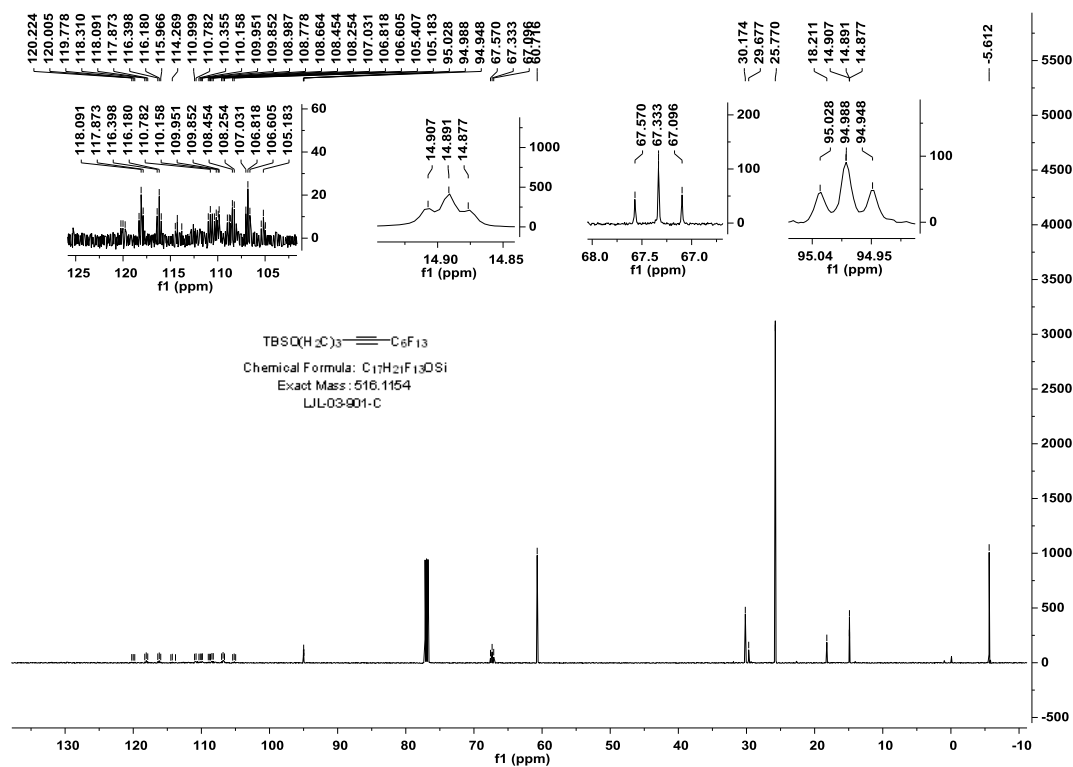 120.224 120.005 119.778 118.310 118.091 117.873 116.398 116.180 115.966 114.269 110.999 110.782 110.355 110.158 109.951 109.852 108.987 108.778 108.664 108.454 108.254 107.031 106.818 106.605 105.407 105.183 95.028 94.988 94.948 67.570 67.333 67.096 60.716 30.174 29.677 25.770 18.211 14.907 14.891 14.877 -5.612
118.091 117.873 116.398 116.180 110.782 110.158 109.951 109.852 108.454 108.254 107.031 106.818 106.605 105.183
60 40 20 0
125 120 115 110 105
f1 (ppm)
14.907 14.891 14.877
1000 500 0
14.90 14.85
f1 (ppm)
67.570 67.333 67.096
200 100 0
68.0 67.5 67.0
f1 (ppm)
95.028 94.988 94.948
100 0
95.04 94.95
f1 (ppm)
TBSO(H2C)3 C6F13
Chemical Formula: C17H21F13OSi
Exact Mass: 516.1154
LJL-03-901-C
5500
5000
4500
4000
3500
3000
2500
2000
1500
1000
500
0
-500
130 120 110 100 90 80 70 60 50 40 30 20 10 0 -10
f1 (ppm)